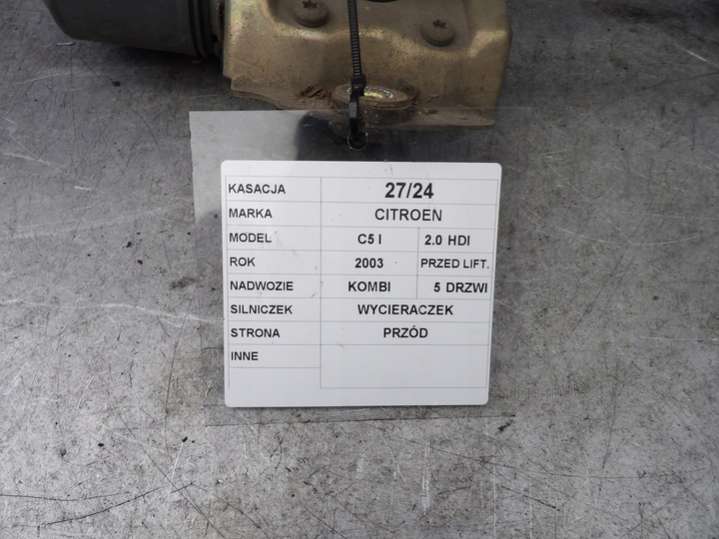 KASACJA 27/24
MARKA CITROEN
MODEL C5 I 2.0 HDI
ROK 2003 PRZED LIFT.
NADWOZIE KOMBI 5 DRZWI
SILNICZEK WYCIERACZEK
STRONA PRZÓD
INNE